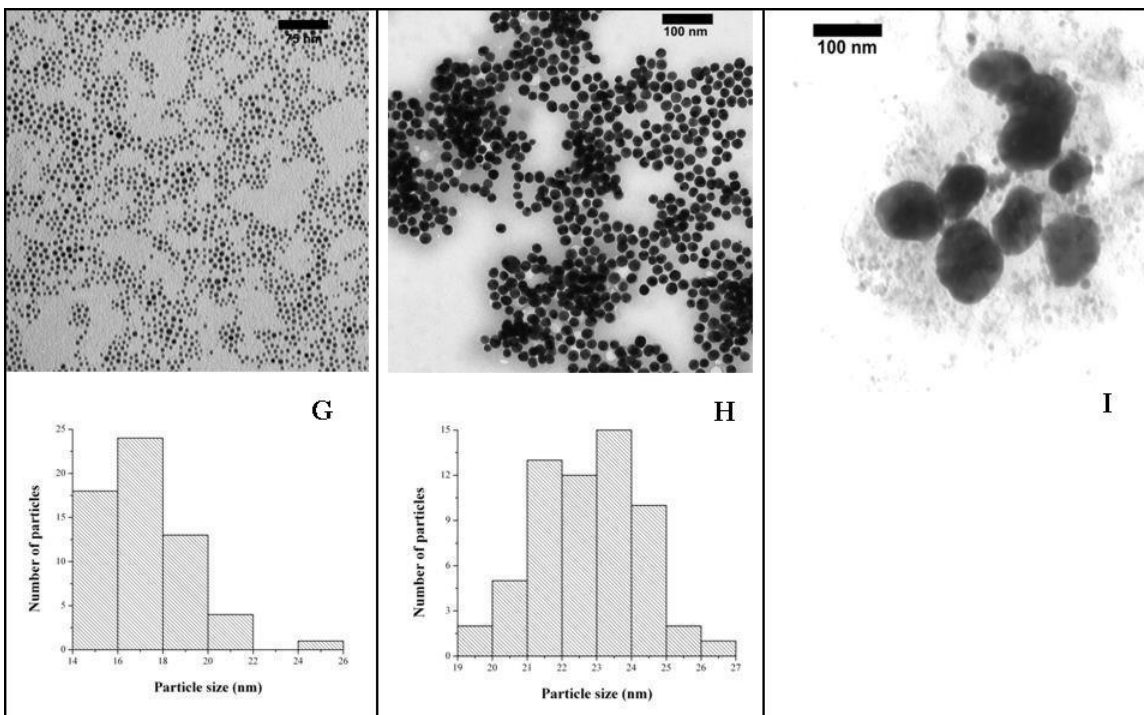 75 nm
100 nm
100 nm
G
H
I
25
20
15
10
5
0
14 16 18 20 22 24 26
Number of particles
Particle size (nm)
15
12
9
6
3
0
19 20 21 22 23 24 25 26 27
Number of particles
Particle size (nm)